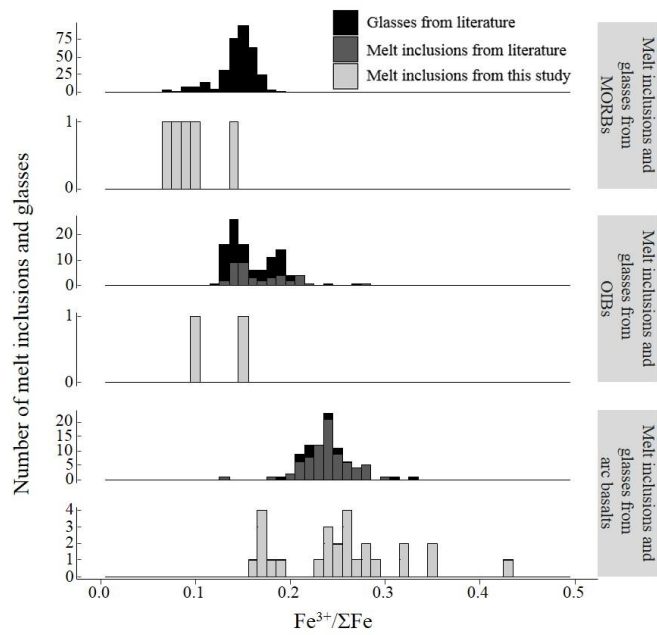 Glasses from literature
Melt inclusions from literature
Melt inclusions from this study
75
50
25
0
1
0
Melt inclusions and
glasses from
MORBs
20
10
0
1
0
Melt inclusions and
glasses from
OIBs
20
15
10
5
0
4
3
2
1
0
Melt inclusions and
glasses from
arc basalts
Number of melt inclusions and glasses
0.0
0.1
0.2
0.3
0.4
0.5
Fe³⁺/ΣFe